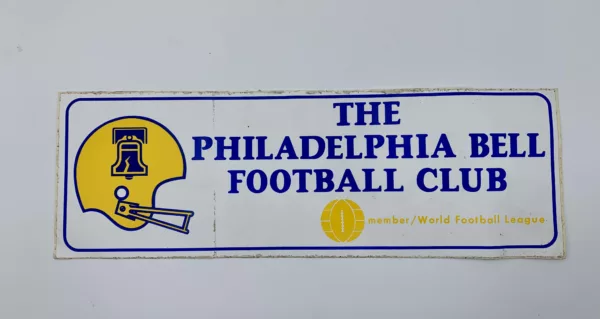 THE
PHILADELPHIA BELL
FOOTBALL CLUB
member/World Football League